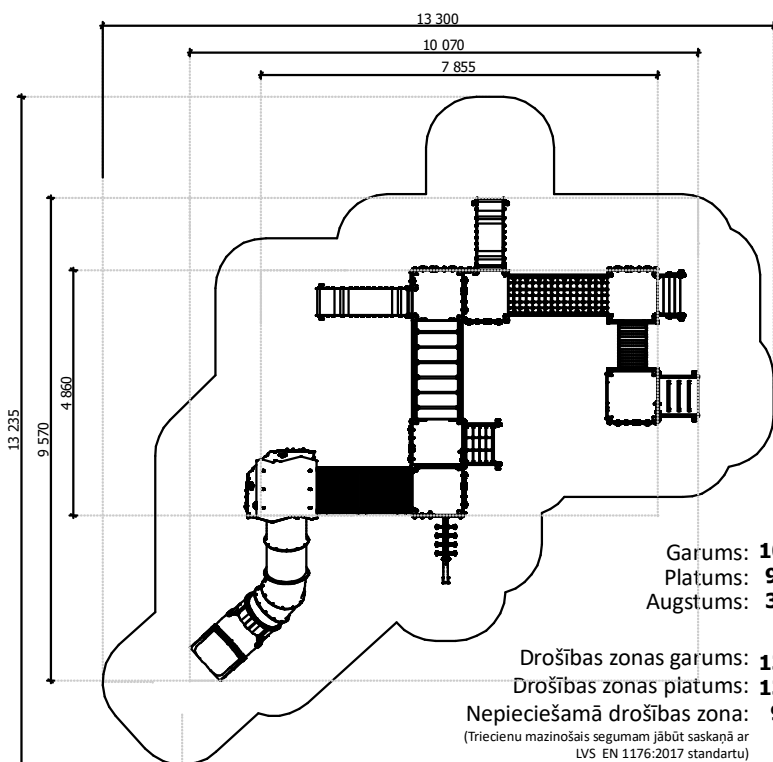 13 300
10 070
7 855
13 235
9 570
4 860
Garums:
Platums:
Augstums:
Drošības zonas garums:
Drošības zonas platums:
Nepieciešamā drošības zona:
(Triecienu mazinošais segumam jābūt saskaņā ar
LVS EN 1176:2017 standartu)